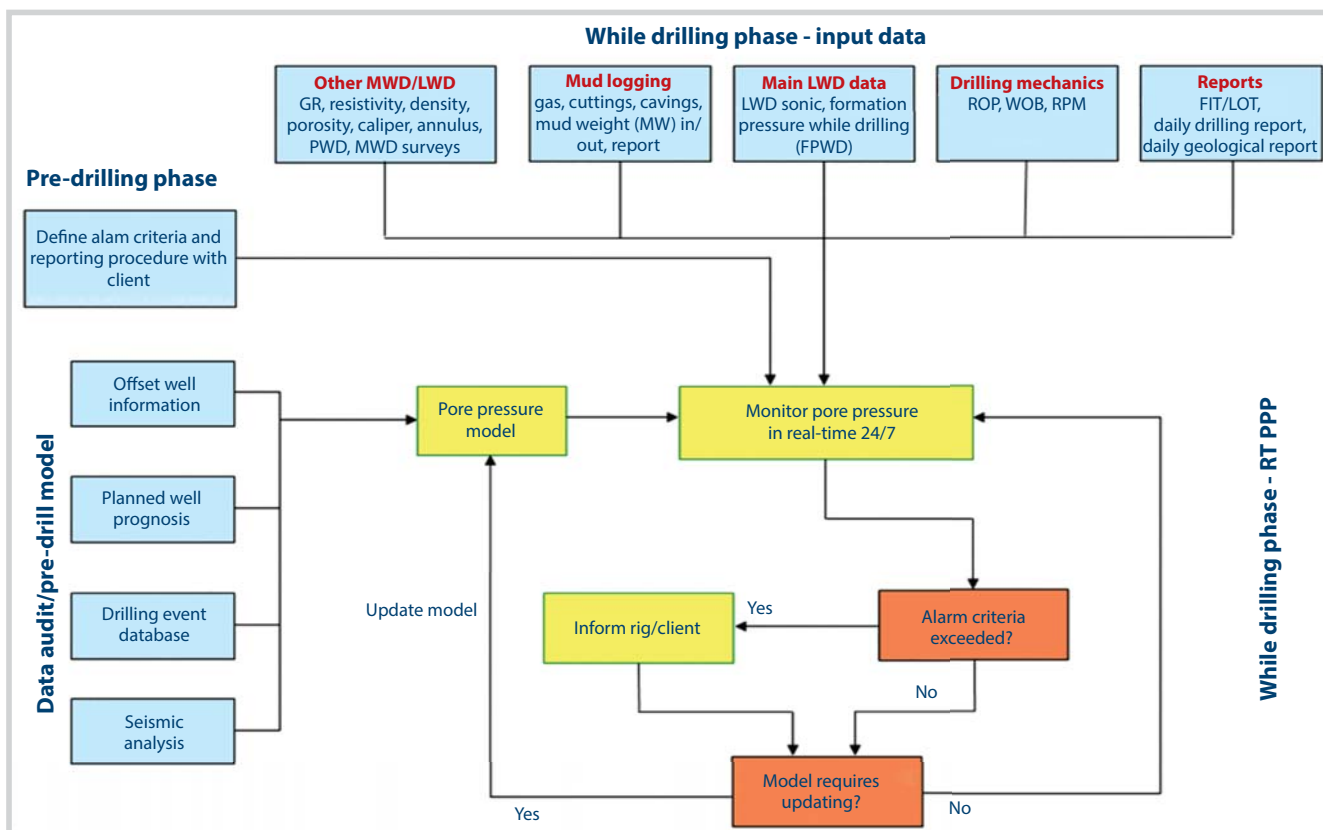 While drilling phase - input data
Other MWD/LWD
GR, resistivity, density,
porosity, caliper, annulus,
PWD, MWD surveys
Mud logging
gas, cuttings, cavings,
mud weight (MW) in/
out, report
Main LWD data
LWD sonic, formation
pressure while drilling
(FPWD)
Drilling mechanics
ROP, WOB, RPM
Reports
FIT/LOT,
daily drilling report,
daily geological report
Pre-drilling phase
Define alam criteria and
reporting procedure with
client
Data audit/pre-drill model
Offset well
information
Planned well
prognosis
Drilling event
database
Seismic
analysis
Pore pressure
model
Monitor pore pressure
in real-time 24/7
While drilling phase - RT PPP
Update model
Inform rig/client
Yes
Alarm criteria
exceeded?
No
Model requires
updating?
Yes
No